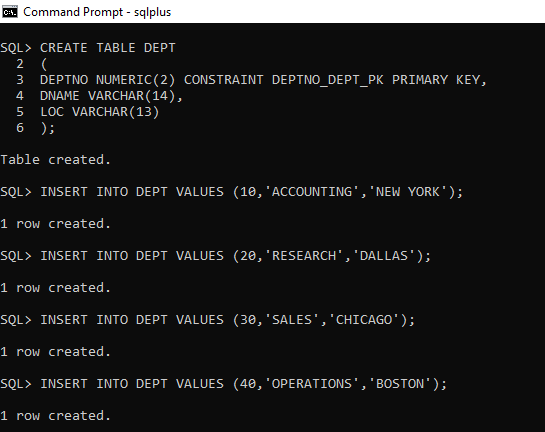 Command Prompt - sqlplus
SQL> CREATE TABLE DEPT
2 (
3 DEPTNO NUMERIC(2) CONSTRAINT DEPTNO_DEPT_PK PRIMARY KEY,
4 DNAME VARCHAR(14),
5 LOC VARCHAR(13)
6 );
Table created.
SQL> INSERT INTO DEPT VALUES (10,'ACCOUNTING','NEW YORK');
1 row created.
SQL> INSERT INTO DEPT VALUES (20,'RESEARCH','DALLAS');
1 row created.
SQL> INSERT INTO DEPT VALUES (30,'SALES','CHICAGO');
1 row created.
SQL> INSERT INTO DEPT VALUES (40,'OPERATIONS','BOSTON');
1 row created.